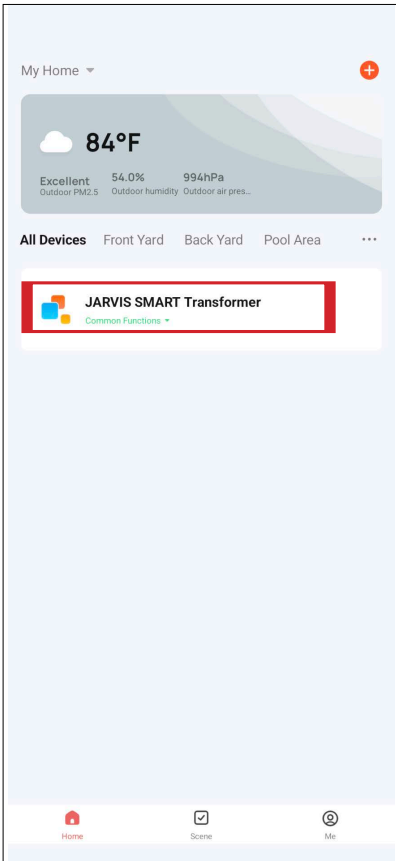 My Home
84°F
Excellent 54.0% 994hPa
Outdoor PM2.5 Outdoor humidity Outdoor air pres...
All Devices Front Yard Back Yard Pool Area ...
JARVIS SMART Transformer
Common Functions
Home Scene Me